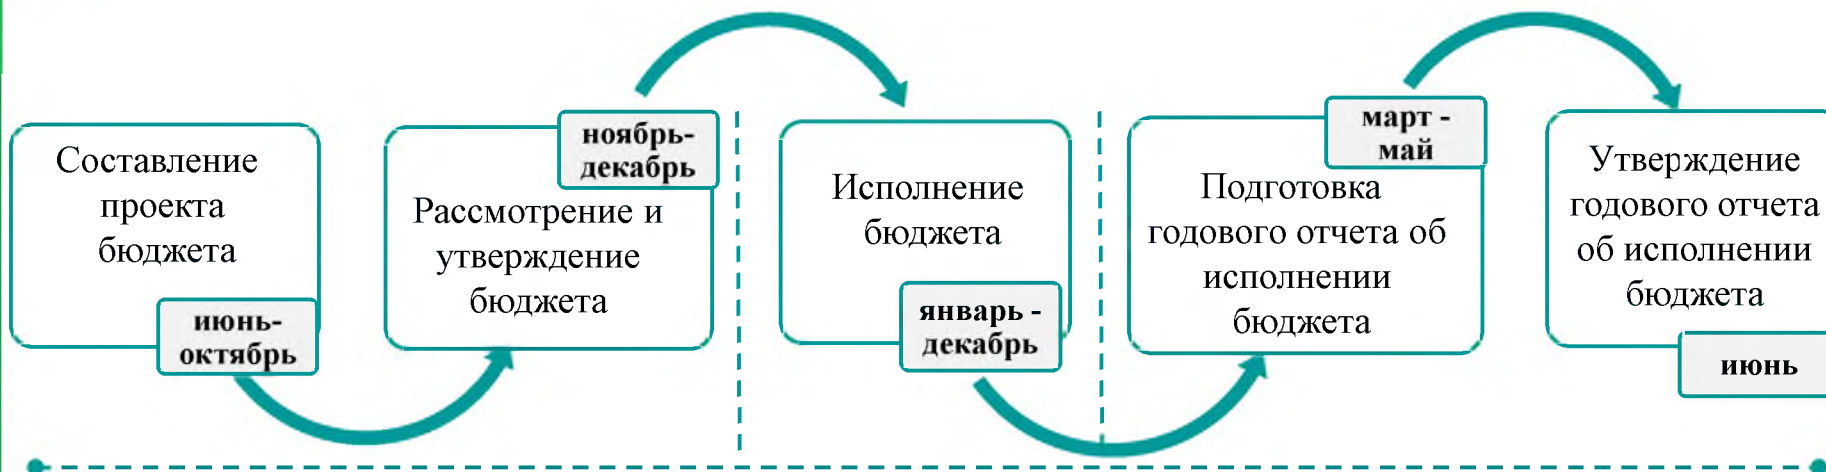 Составление
проекта
бюджета
июнь-
октябрь
ноябрь-
декабрь
Рассмотрение и
утверждение
бюджета
Исполнение
бюджета
январь -
декабрь
март -
май
Подготовка
годового отчета об
исполнении
бюджета
Утверждение
годового отчета
об исполнении
бюджета
июнь